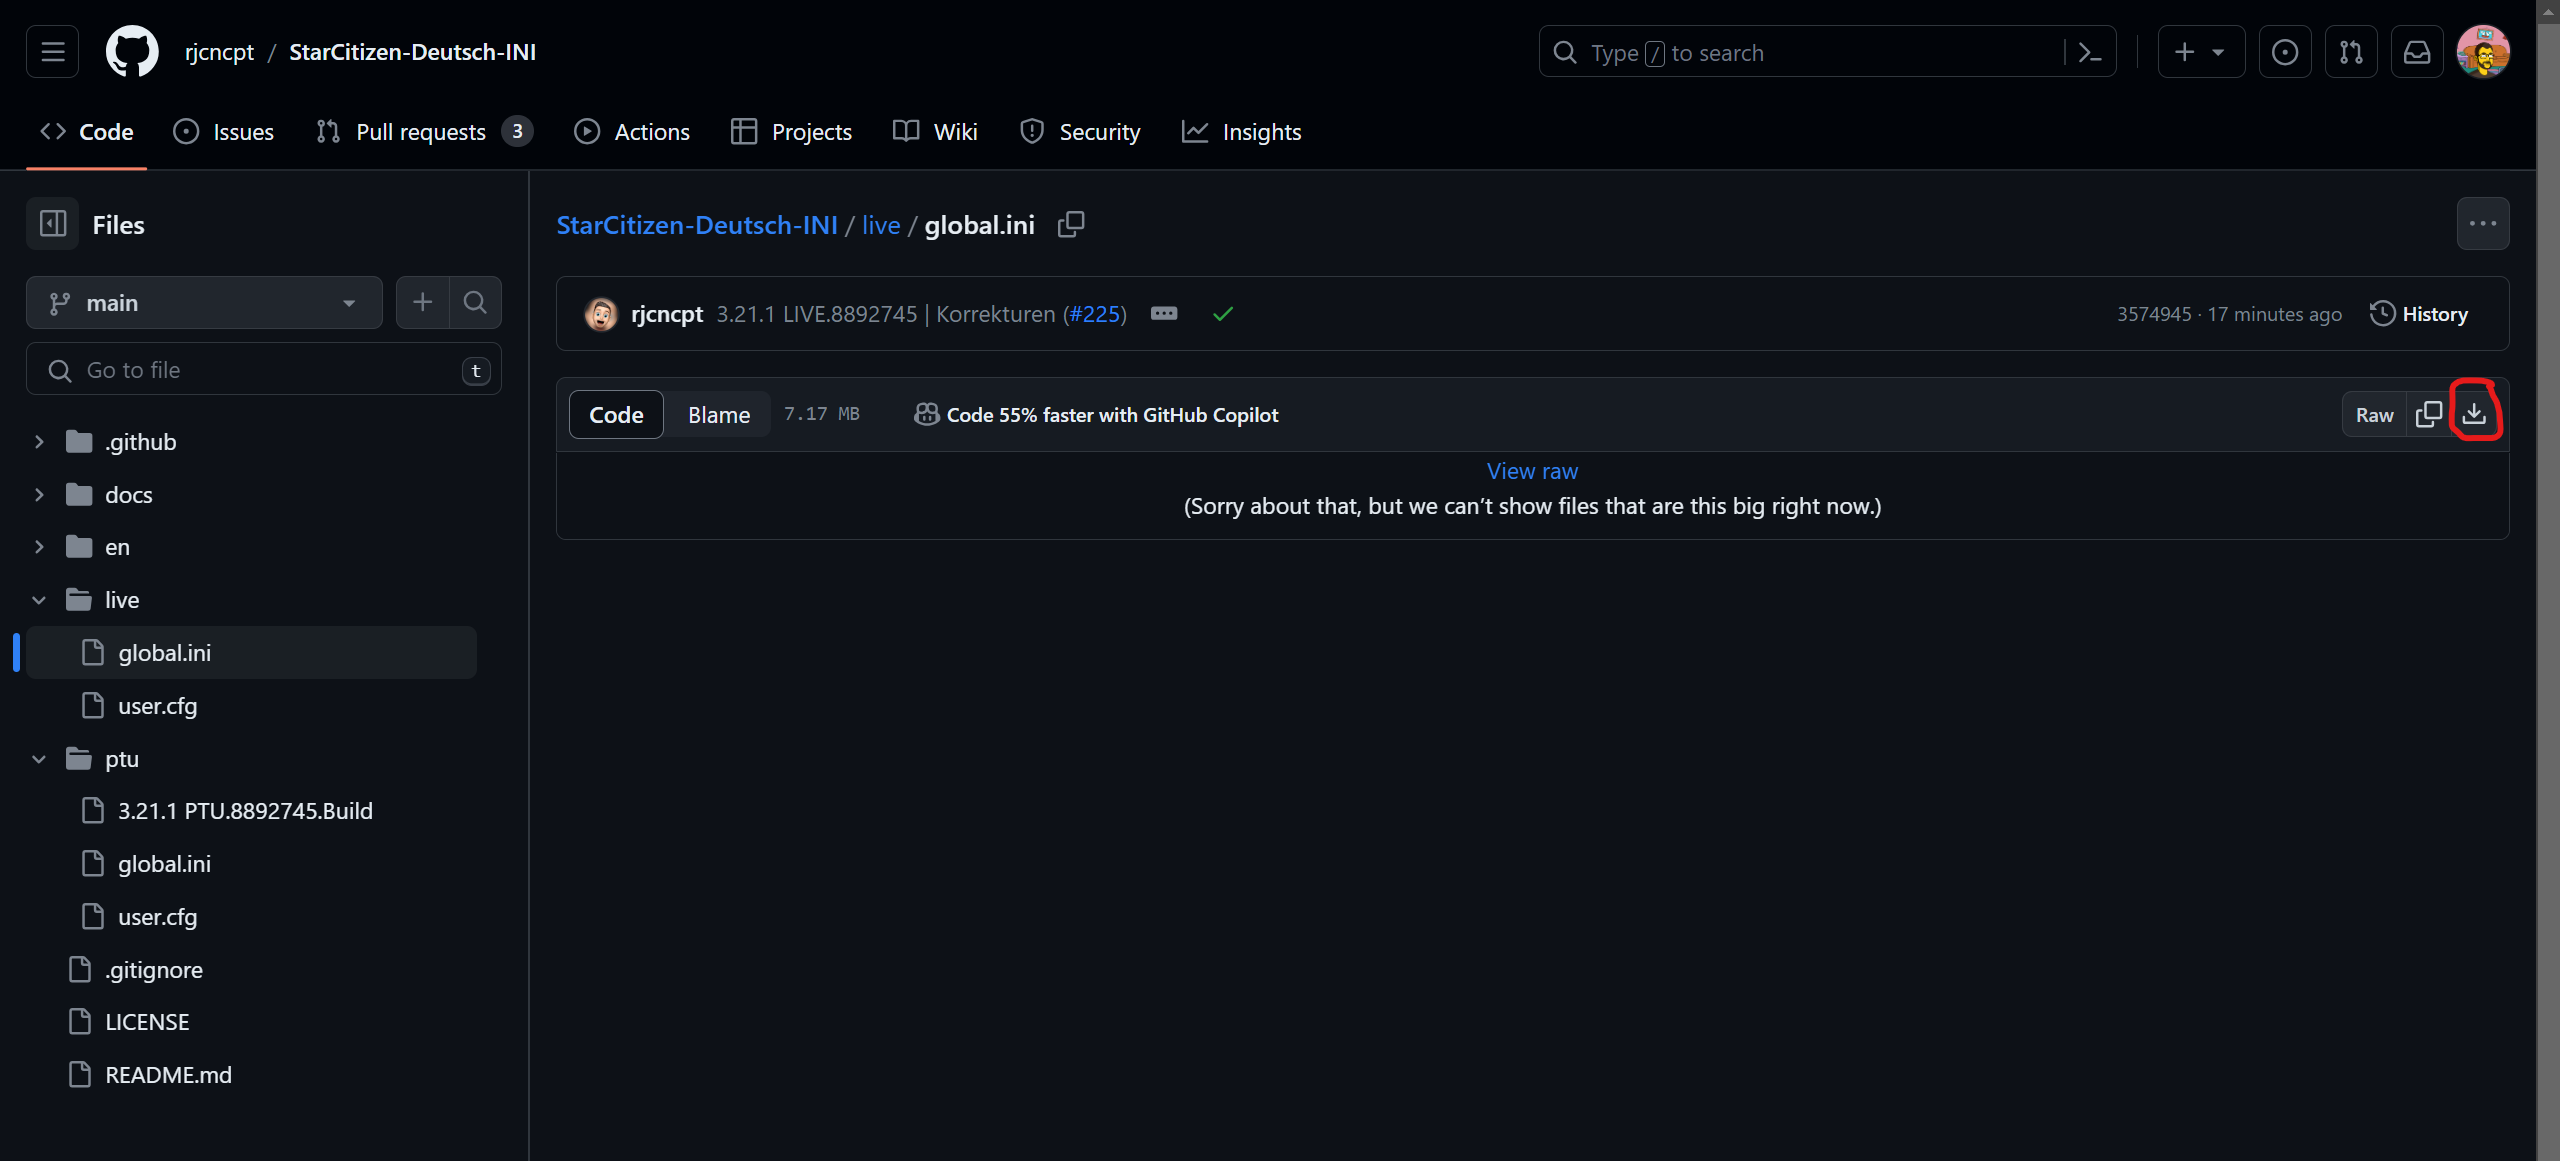 rjcncpt / StarCitizen-Deutsch-INI
Type / to search
Code
Issues
Pull requests 3
Actions
Projects
Wiki
Security
Insights
Files
main
Go to file
t
.github
docs
en
live
global.ini
user.cfg
ptu
3.21.1 PTU.8892745.Build
global.ini
user.cfg
.gitignore
LICENSE
README.md
StarCitizen-Deutsch-INI / live / global.ini
rjcncpt 3.21.1 LIVE.8892745 | Korrekturen (#225)
3574945 · 17 minutes ago
History
Code
Blame
7.17 MB
Code 55% faster with GitHub Copilot
Raw
View raw
(Sorry about that, but we can’t show files that are this big right now.)